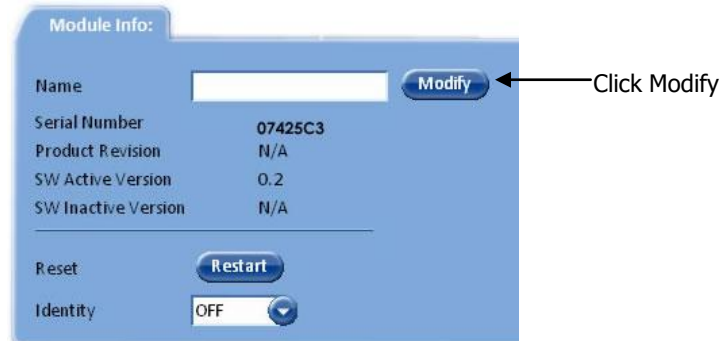 Module Info:
Name Modify Click Modify
Serial Number 07425C3
Product Revision N/A
SW Active Version 0.2
SW Inactive Version N/A
Reset Restart
Identity OFF